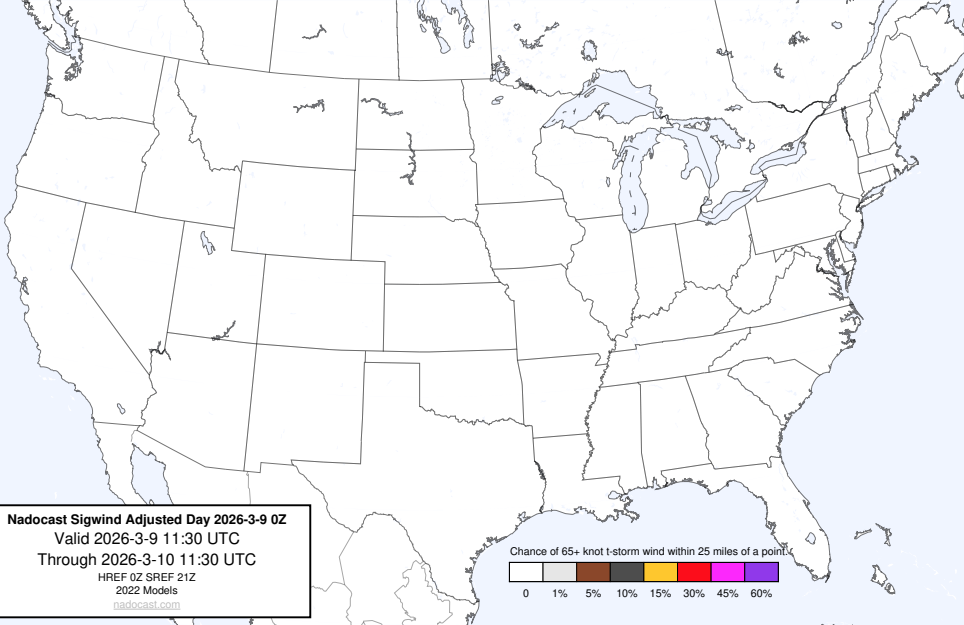 Nadocast Sigwind Adjusted Day 2026-3-9 0Z
Valid 2026-3-9 11:30 UTC
Through 2026-3-10 11:30 UTC
HREF 0Z SREF 21Z
2022 Models
nadocast.com
Chance of 65+ knot t-storm wind within 25 miles of a point.
0 1% 5% 10% 15% 30% 45% 60%